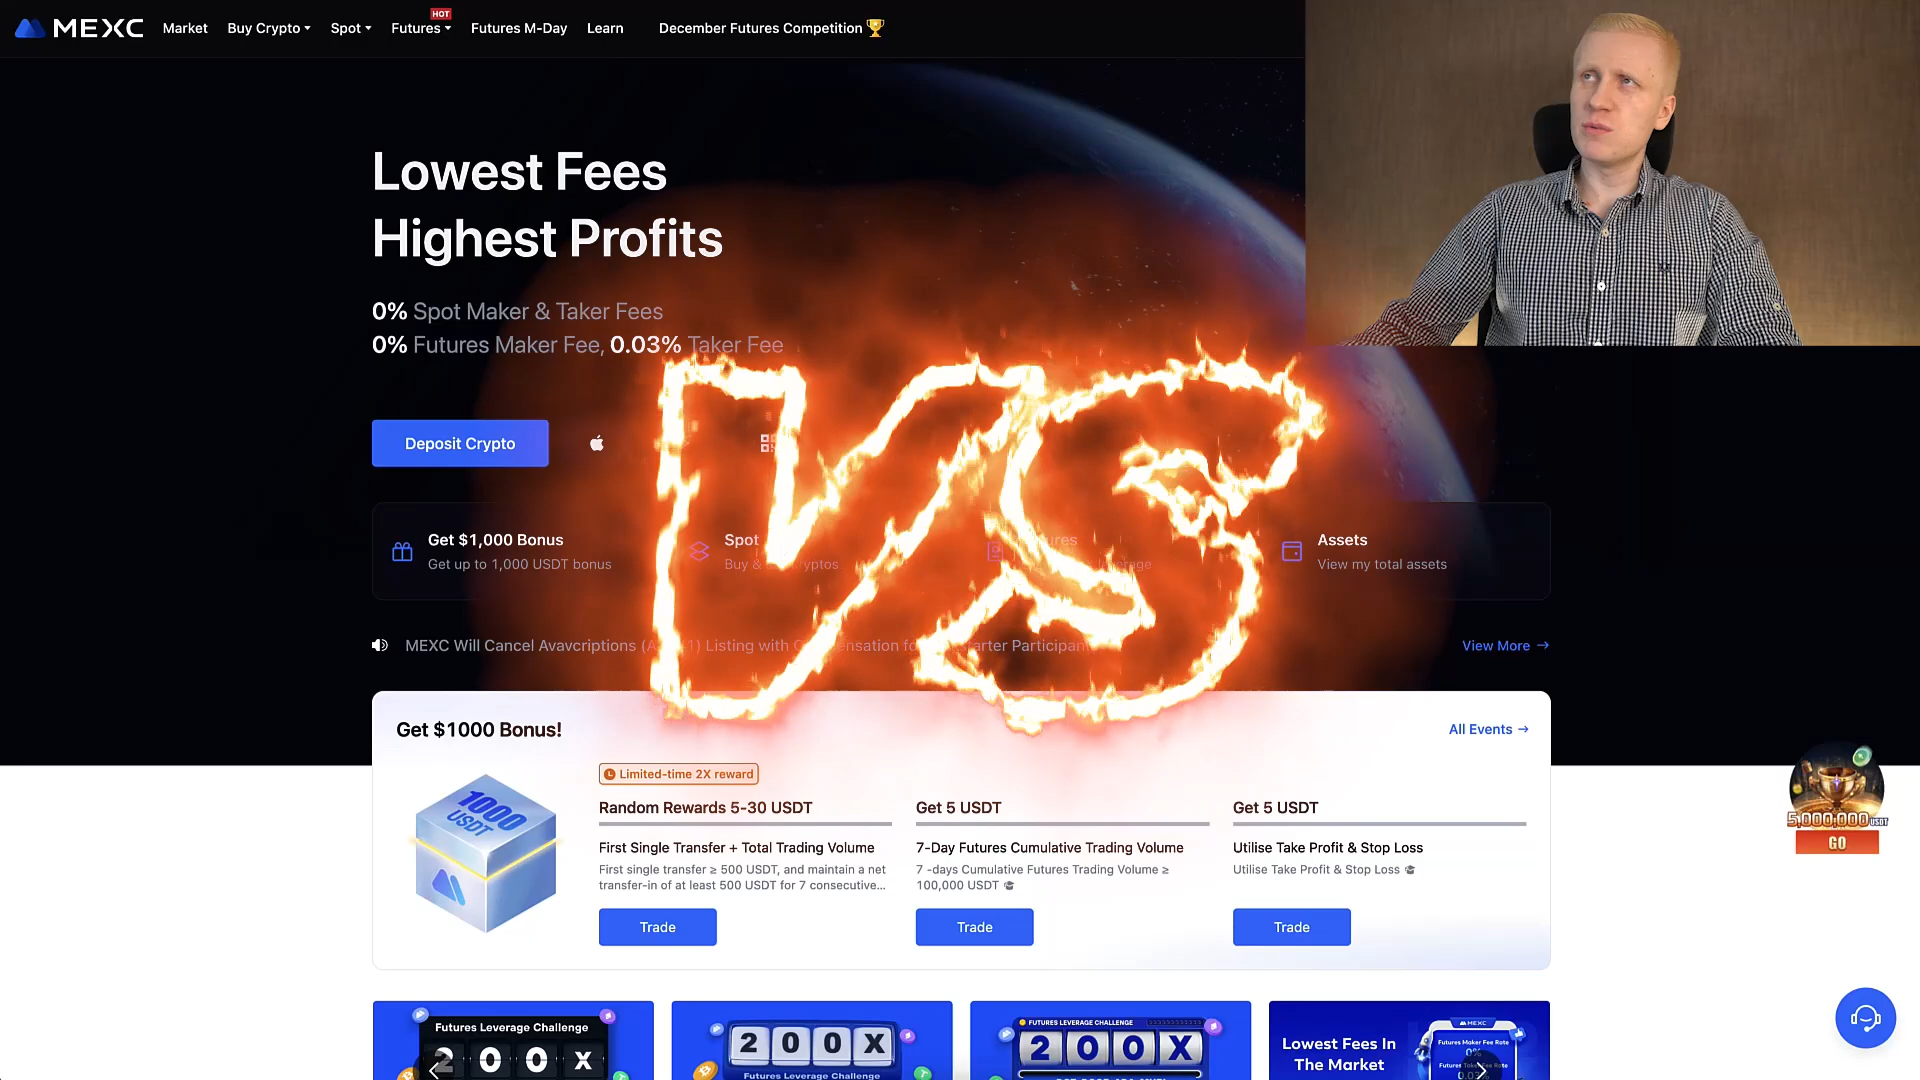 MEXC Market Buy Crypto Spot Futures HOT Futures M-Day Learn December Futures Competition
Lowest Fees
Highest Profits
0% Spot Maker & Taker Fees
0% Futures Maker Fee, 0.03% Taker Fee
VS
Deposit Crypto
Get $1,000 Bonus
Get up to 1,000 USDT bonus
Spot
Buy &
Assets
View my total assets
MEXC Will Cancel Avavcriptions Listing with
View More →
Get $1000 Bonus!
All Events →
1000
USDT
Limited-time 2X reward
Random Rewards 5-30 USDT
First Single Transfer + Total Trading Volume
First single transfer ≥ 500 USDT, and maintain a net
transfer-in of at least 500 USDT for 7 consecutive...
Trade
Get 5 USDT
7-Day Futures Cumulative Trading Volume
7 -days Cumulative Futures Trading Volume ≥
100,000 USDT
Trade
Get 5 USDT
Utilise Take Profit & Stop Loss
Utilise Take Profit & Stop Loss
Trade
5,000,000 USDT
GO
Futures Leverage Challenge
200X
200X
Futures Leverage Challenge
FUTURES LEVERAGE CHALLENGE
200X
Lowest Fees In
The Market
MEXC
Futures Maker Fee Rate
0%